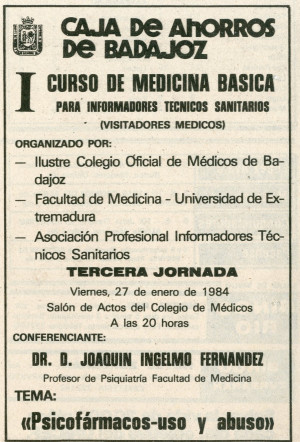 CAJA DE AHORROS
DE BADAJOZ
I CURSO DE MEDICINA BASICA
PARA INFORMADORES TECNICOS SANITARIOS
(VISITADORES MEDICOS)
ORGANIZADO POR:
— Ilustre Colegio Oficial de Médicos de Ba-
dajoz
— Facultad de Medicina - Universidad de Ex-
tremadura
— Asociación Profesional Informadores Téc-
nicos Sanitarios
TERCERA JORNADA
Viernes, 27 de enero de 1984
Salón de Actos del Colegio de Médicos
A las 20 horas
CONFERENCIANTE:
DR. D. JOAQUIN INGELMO FERNANDEZ
Profesor de Psiquiatría Facultad de Medicina
TEMA:
«Psicofármacos-uso y abuso»